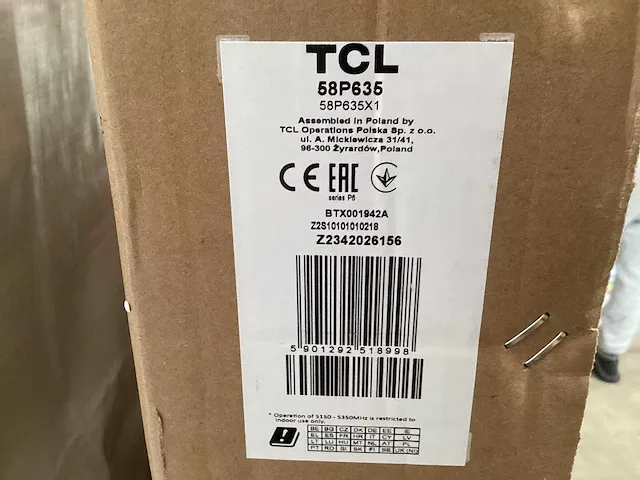 TCL
58P635
58P635X1
Assembled in Poland by
TCL Operations Polska Sp. z o.o.
ul. A. Mickiewicza 31/41,
96-300 Żyrardów,Poland
CE EAC
series P6
BTX001942A
Z2S10101010218
Z2342026156
5 901292 518998
* Operation of 5150 - 5350MHz is restricted to
indoor use only.
BE BG CZ DK DE EE IE
EL ES FR HR IT CY LV
LT LU HU MT NL AT PL
PT RO SI SK FI SE UK(NI)